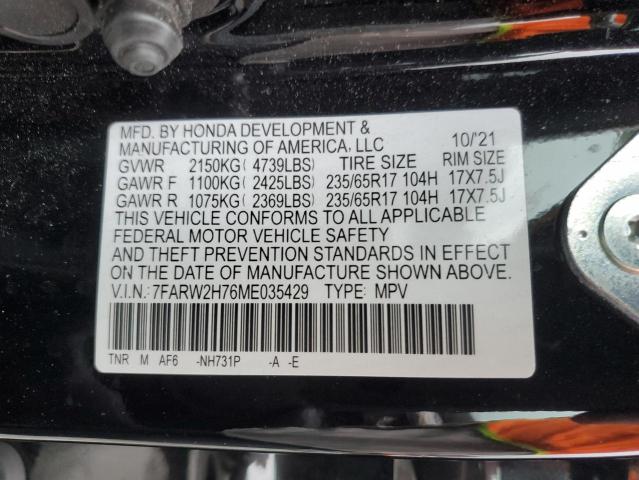 MFD. BY HONDA DEVELOPMENT &
MANUFACTURING OF AMERICA, LLC 10/21
GVWR 2150KG( 4739LBS) TIRE SIZE RIM SIZE
GAWR F 1100KG( 2425LBS) 235/65R17 104H 17X7.5J
GAWR R 1075KG( 2369LBS) 235/65R17 104H 17X7.5J
THIS VEHICLE CONFORMS TO ALL APPLICABLE
FEDERAL MOTOR VEHICLE SAFETY
AND THEFT PREVENTION STANDARDS IN EFFECT
ON THE DATE OF MANUFACTURE SHOWN ABOVE.
V.I.N.: 7FARW2H76ME035429 TYPE: MPV
TNR M AF6 -NH731P -A -E